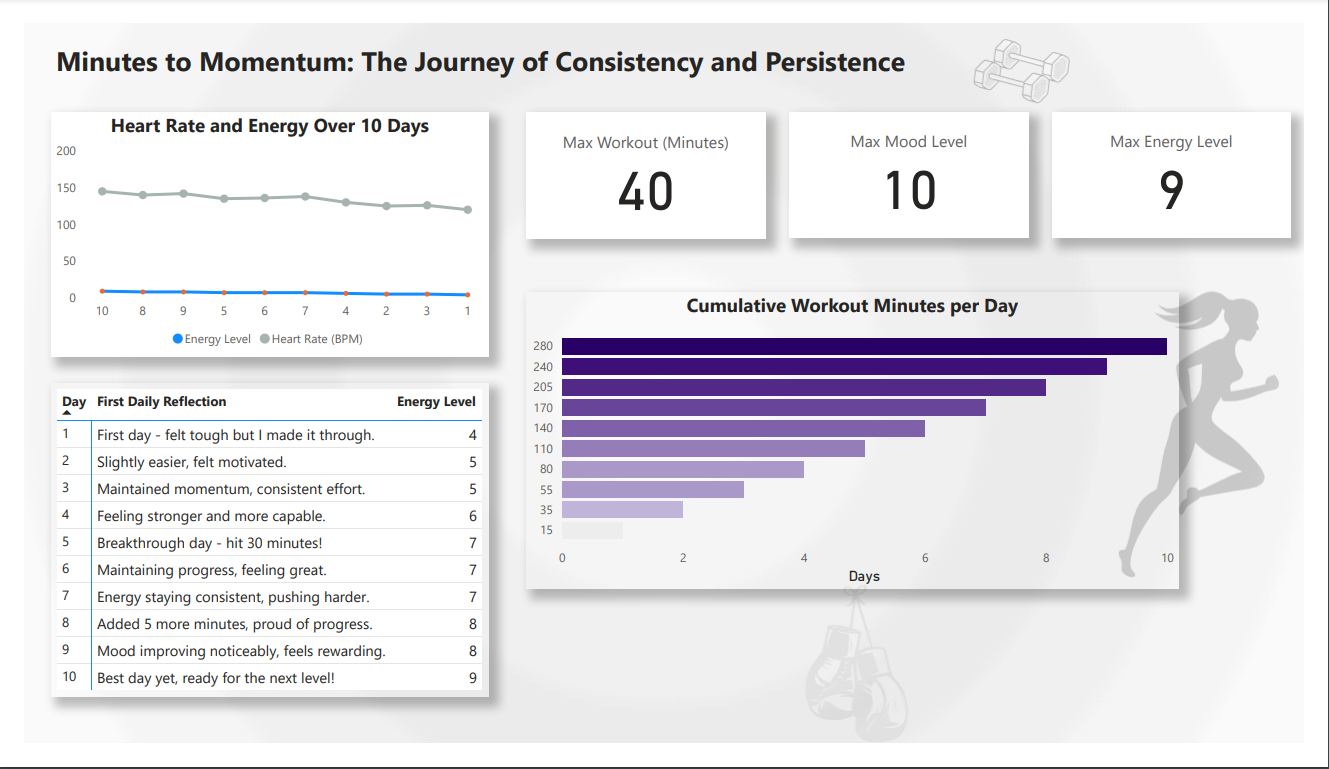 Minutes to Momentum: The Journey of Consistency and Persistence
Heart Rate and Energy Over 10 Days
200
150
100
50
0
10 8 9 5 6 7 4 2 3 1
Energy Level Heart Rate (BPM)
Max Workout (Minutes)
40
Max Mood Level
10
Max Energy Level
9
Day First Daily Reflection Energy Level
1 First day - felt tough but I made it through. 4
2 Slightly easier, felt motivated. 5
3 Maintained momentum, consistent effort. 5
4 Feeling stronger and more capable. 6
5 Breakthrough day - hit 30 minutes! 7
6 Maintaining progress, feeling great. 7
7 Energy staying consistent, pushing harder. 7
8 Added 5 more minutes, proud of progress. 8
9 Mood improving noticeably, feels rewarding. 8
10 Best day yet, ready for the next level! 9
Cumulative Workout Minutes per Day
280
240
205
170
140
110
80
55
35
15
0 2 4 6 8 10
Days